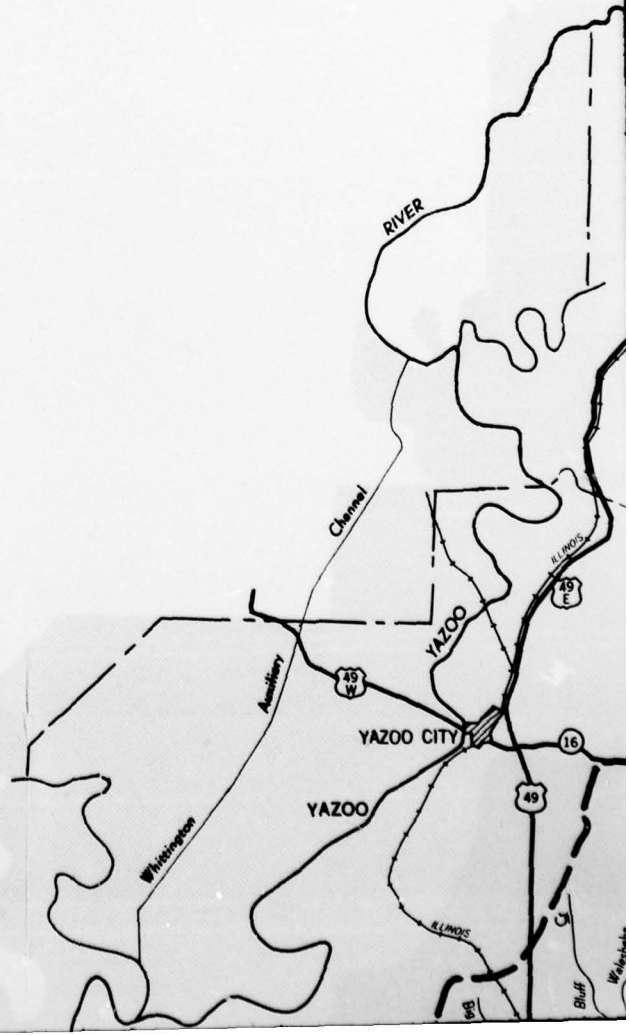 RIVER
Channel
ILLINOIS
49
E
YAZOO
Auxiliary
49
W
YAZOO CITY
16
49
YAZOO
Whittington
ILLINOIS
Cr
Bluff